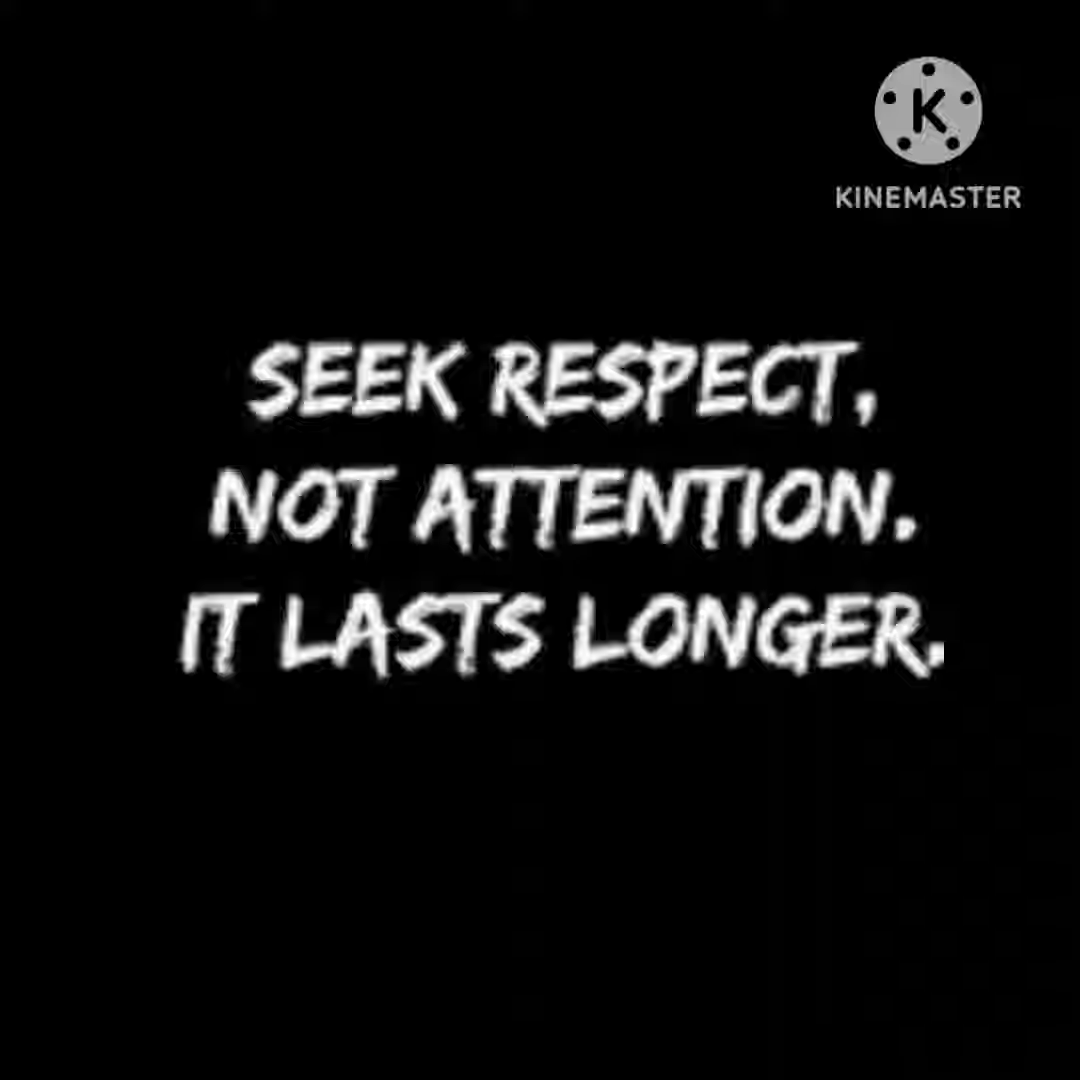 K
KINEMASTER
SEEK RESPECT,
NOT ATTENTION.
IT LASTS LONGER.